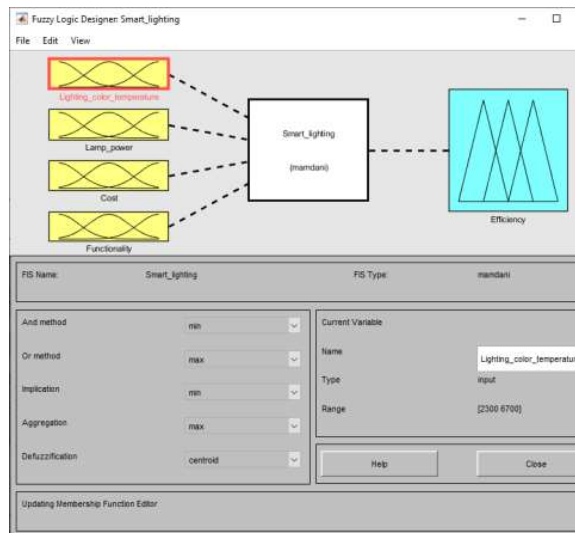 Fuzzy Logic Designer: Smart_lighting
File Edit View
Lighting_color_temperature
Lamp_power
Cost
Functionality
Smart_lighting
(mamdani)
Efficiency
FIS Name: Smart_lighting FIS Type: mamdani
And method min
Or method max
Implication min
Aggregation max
Defuzzification centroid
Current Variable
Name Lighting_color_temperatur
Type input
Range [2300 6700]
Help Close
Updating Membership Function Editor